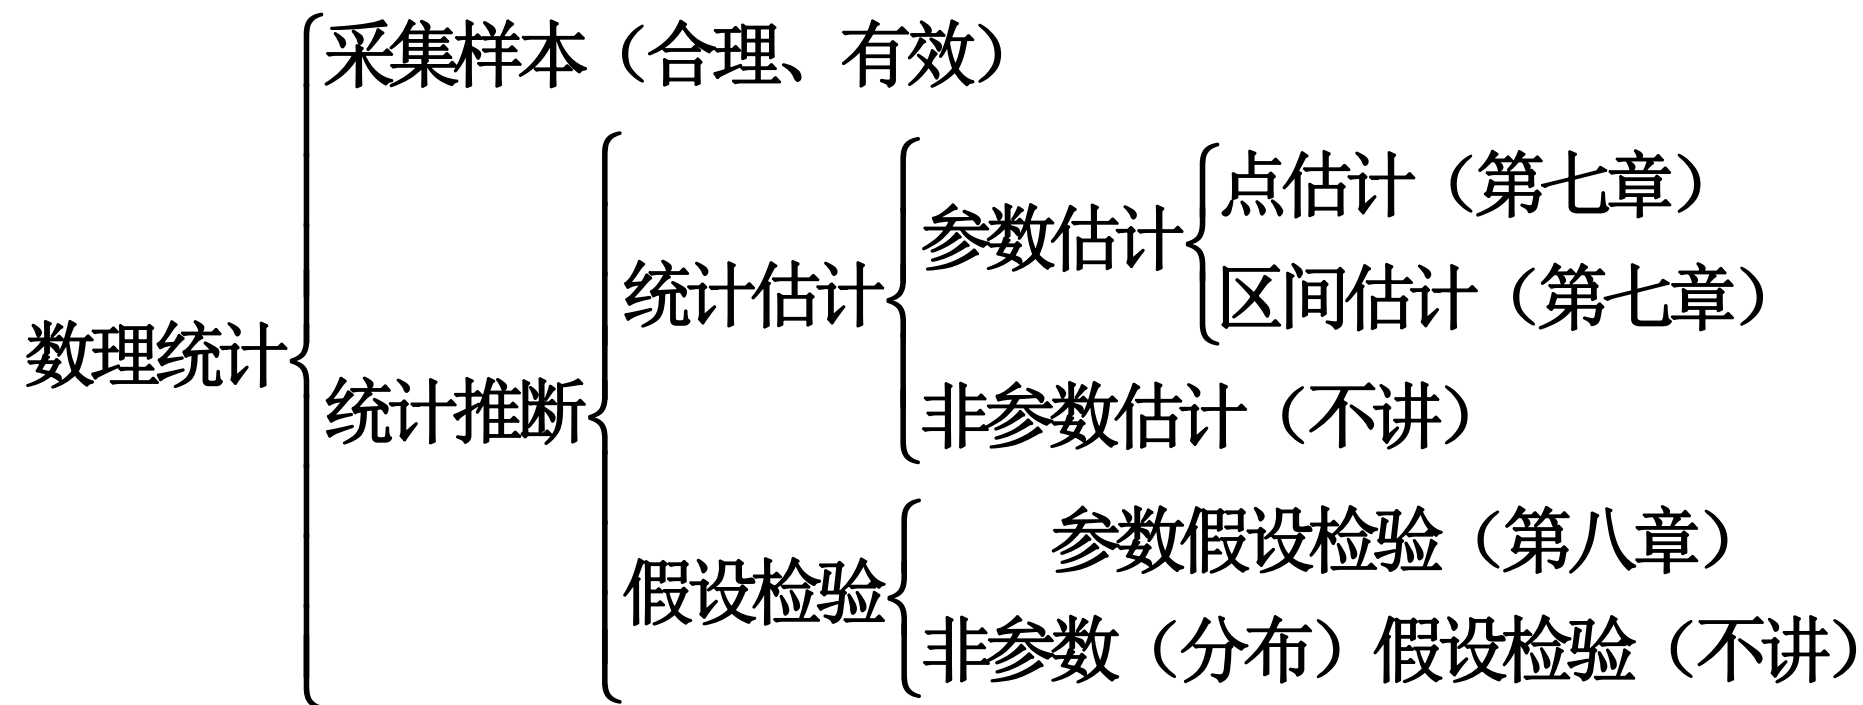 采集样本（合理、有效）
点估计（第七章）
参数估计
区间估计（第七章）
统计估计
数理统计
统计推断
非参数估计（不讲）
参数假设检验（第八章）
假设检验
非参数（分布）假设检验（不讲）